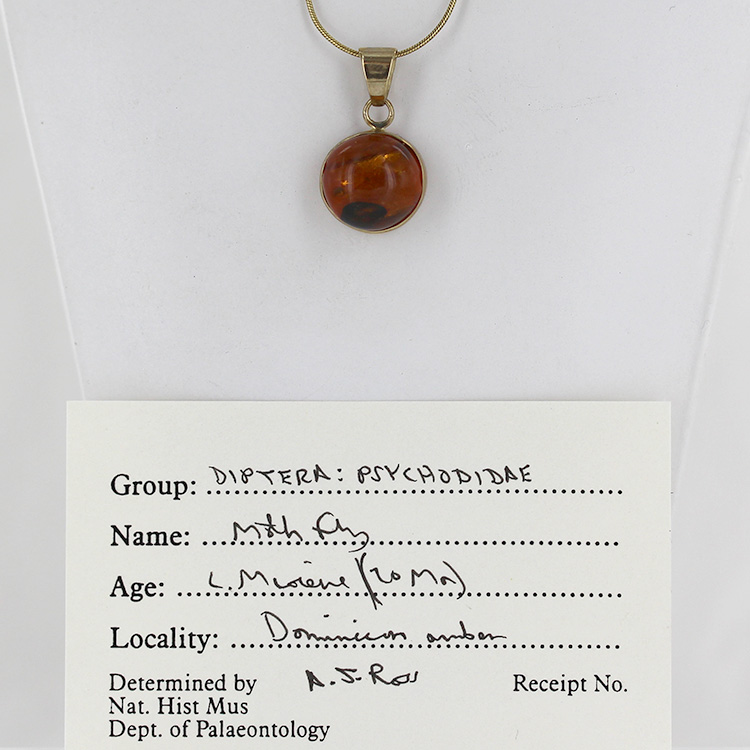 Group: DIPTERA: PSYCHODIDAE
Name: Moth fly
Age: L. Miocene (20 Ma)
Locality: Dominican amber
Determined by A.J. Ross Receipt No.
Nat. Hist Mus
Dept. of Palaeontology